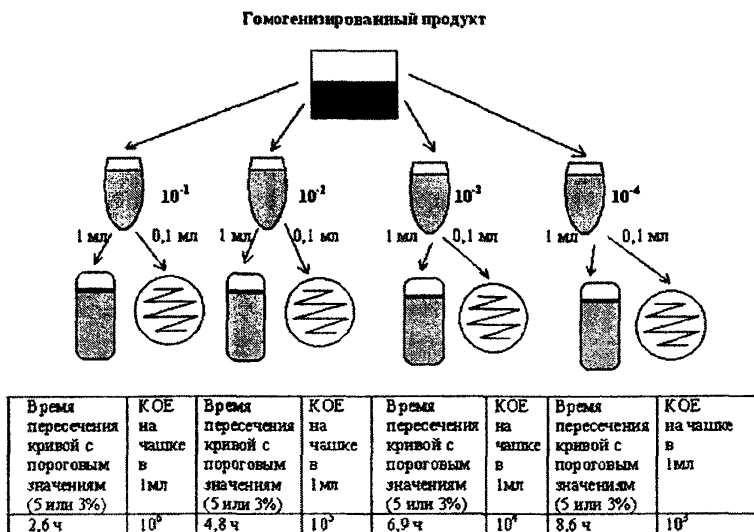 Гомогенизированный продукт
10⁻¹
10⁻²
10⁻³
10⁻⁴
1 мл 0,1 мл 1 мл 0,1 мл 1 мл 0,1 мл 1 мл 0,1 мл
Время
пересечения
кривой с
пороговым
значениям
(5 или 3%)
КОЕ
на
чашке
в
1мл
Время
пересечения
кривой с
пороговым
значениям
(5 или 3%)
КОЕ
на
чашке
в
1мл
Время
пересечения
кривой с
пороговым
значениям
(5 или 3%)
КОЕ
на
чашке
в
1мл
Время
пересечения
кривой с
пороговым
значениям
(5 или 3%)
КОЕ
на чашке
в
1мл
2,6 ч 10⁶ 4,8 ч 10⁵ 6,9 ч 10⁴ 8,6 ч 10³